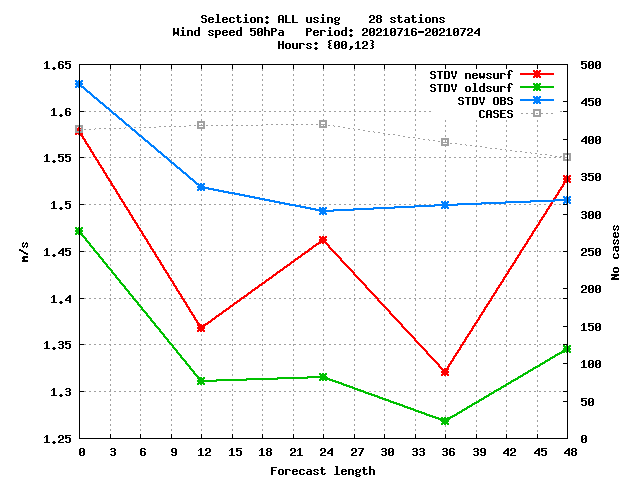 Selection: ALL using    28 stations
Wind speed 50hPa   Period: 20210716-20210724
Hours: {00,12}
STDV newsurf
STDV oldsurf
STDV OBS
CASES
1.65
1.6
1.55
1.5
1.45
1.4
1.35
1.3
1.25
m/s
500
450
400
350
300
250
200
150
100
50
0
No cases
0 3 6 9 12 15 18 21 24 27 30 33 36 39 42 45 48
Forecast length